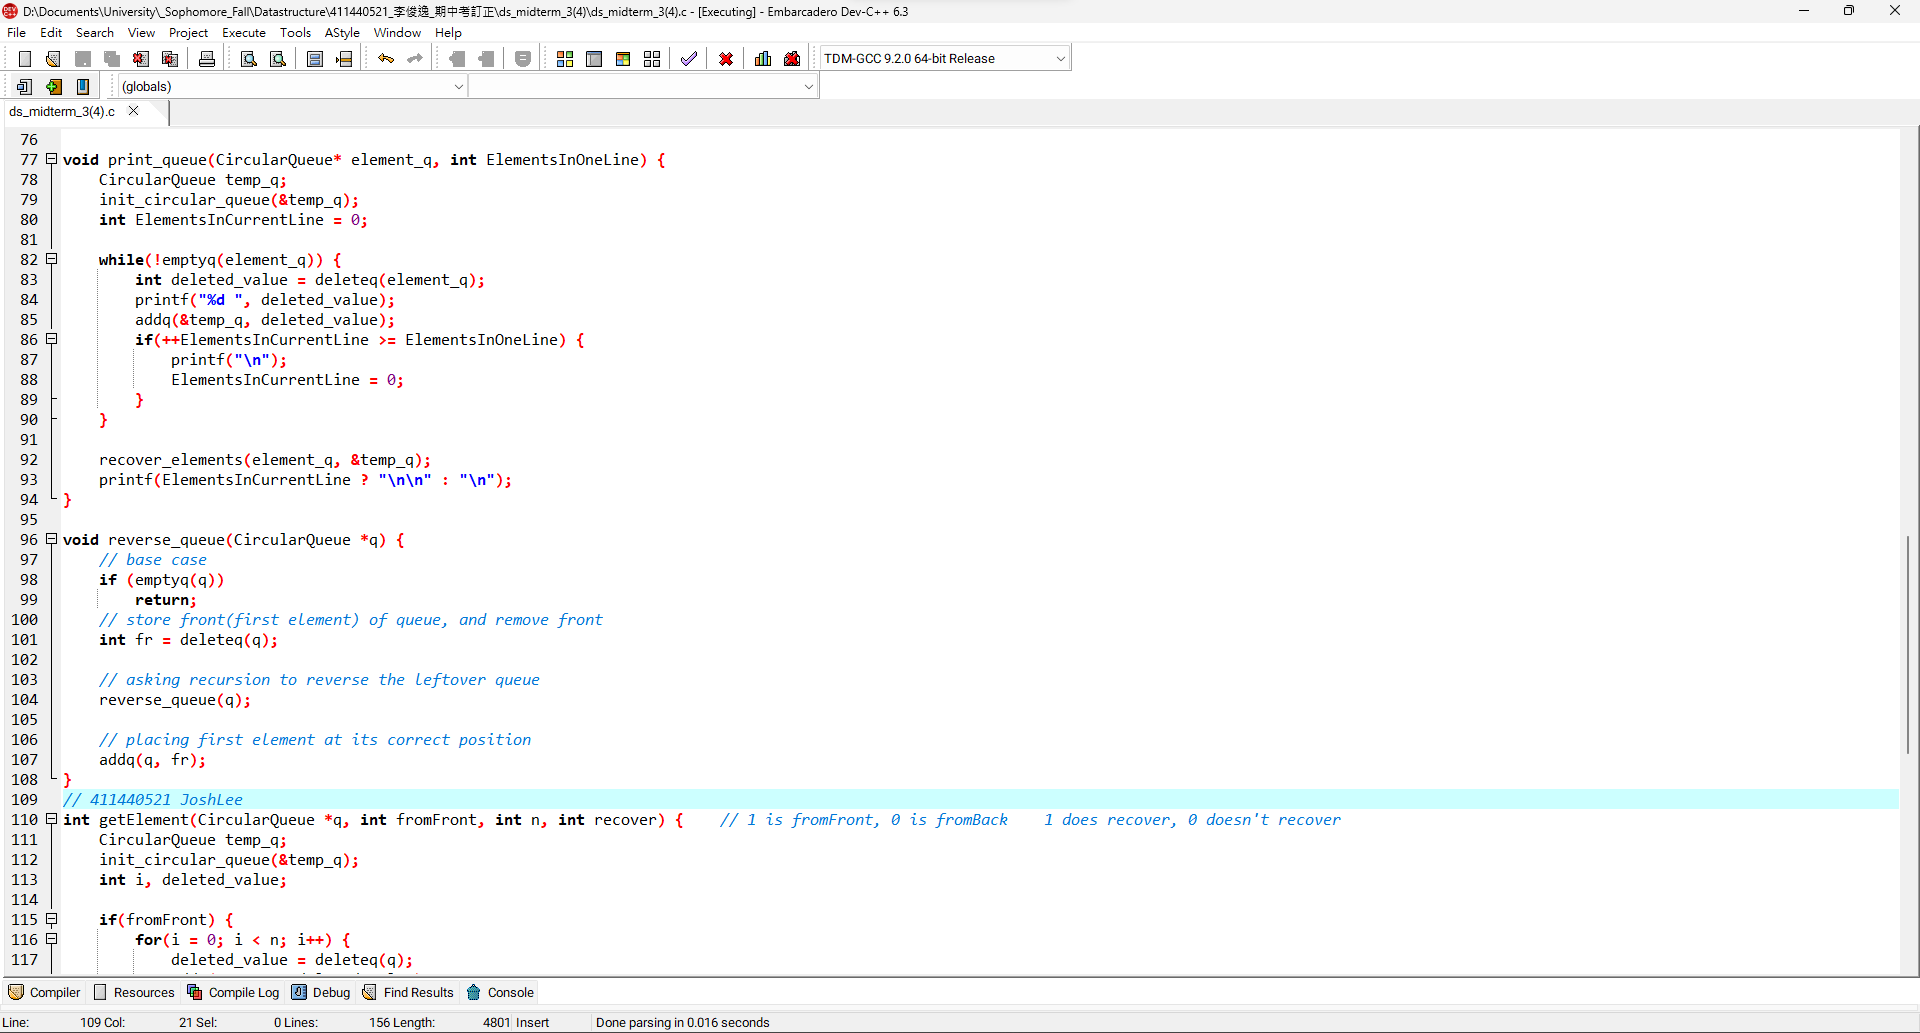 D:\Documents\University\_Sophomore_Fall\Datastructure\411440521_李俊逸_期中考訂正\ds_midterm_3(4)\ds_midterm_3(4).c - [Executing] - Embarcadero Dev-C++ 6.3
File Edit Search View Project Execute Tools AStyle Window Help
TDM-GCC 9.2.0 64-bit Release
(globals)
ds_midterm_3(4).c
76
77 void print_queue(CircularQueue* element_q, int ElementsInOneLine) {
78 CircularQueue temp_q;
79 init_circular_queue(&temp_q);
80 int ElementsInCurrentLine = 0;
81
82 while(!emptyq(element_q)) {
83 int deleted_value = deleteq(element_q);
84 printf("%d ", deleted_value);
85 addq(&temp_q, deleted_value);
86 if(++ElementsInCurrentLine >= ElementsInOneLine) {
87 printf("\n");
88 ElementsInCurrentLine = 0;
89 }
90 }
91
92 recover_elements(element_q, &temp_q);
93 printf(ElementsInCurrentLine ? "\n\n" : "\n");
94 }
95
96 void reverse_queue(CircularQueue *q) {
97 // base case
98 if (emptyq(q))
99 return;
100 // store front(first element) of queue, and remove front
101 int fr = deleteq(q);
102
103 // asking recursion to reverse the leftover queue
104 reverse_queue(q);
105
106 // placing first element at its correct position
107 addq(q, fr);
108 }
109 // 411440521 JoshLee
110 int getElement(CircularQueue *q, int fromFront, int n, int recover) { // 1 is fromFront, 0 is fromBack 1 does recover, 0 doesn't recover
111 CircularQueue temp_q;
112 init_circular_queue(&temp_q);
113 int i, deleted_value;
114
115 if(fromFront) {
116 for(i = 0; i < n; i++) {
117 deleted_value = deleteq(q);
Compiler Resources Compile Log Debug Find Results Console
Line: 109 Col: 21 Sel: 0 Lines: 156 Length: 4801 Insert Done parsing in 0.016 seconds